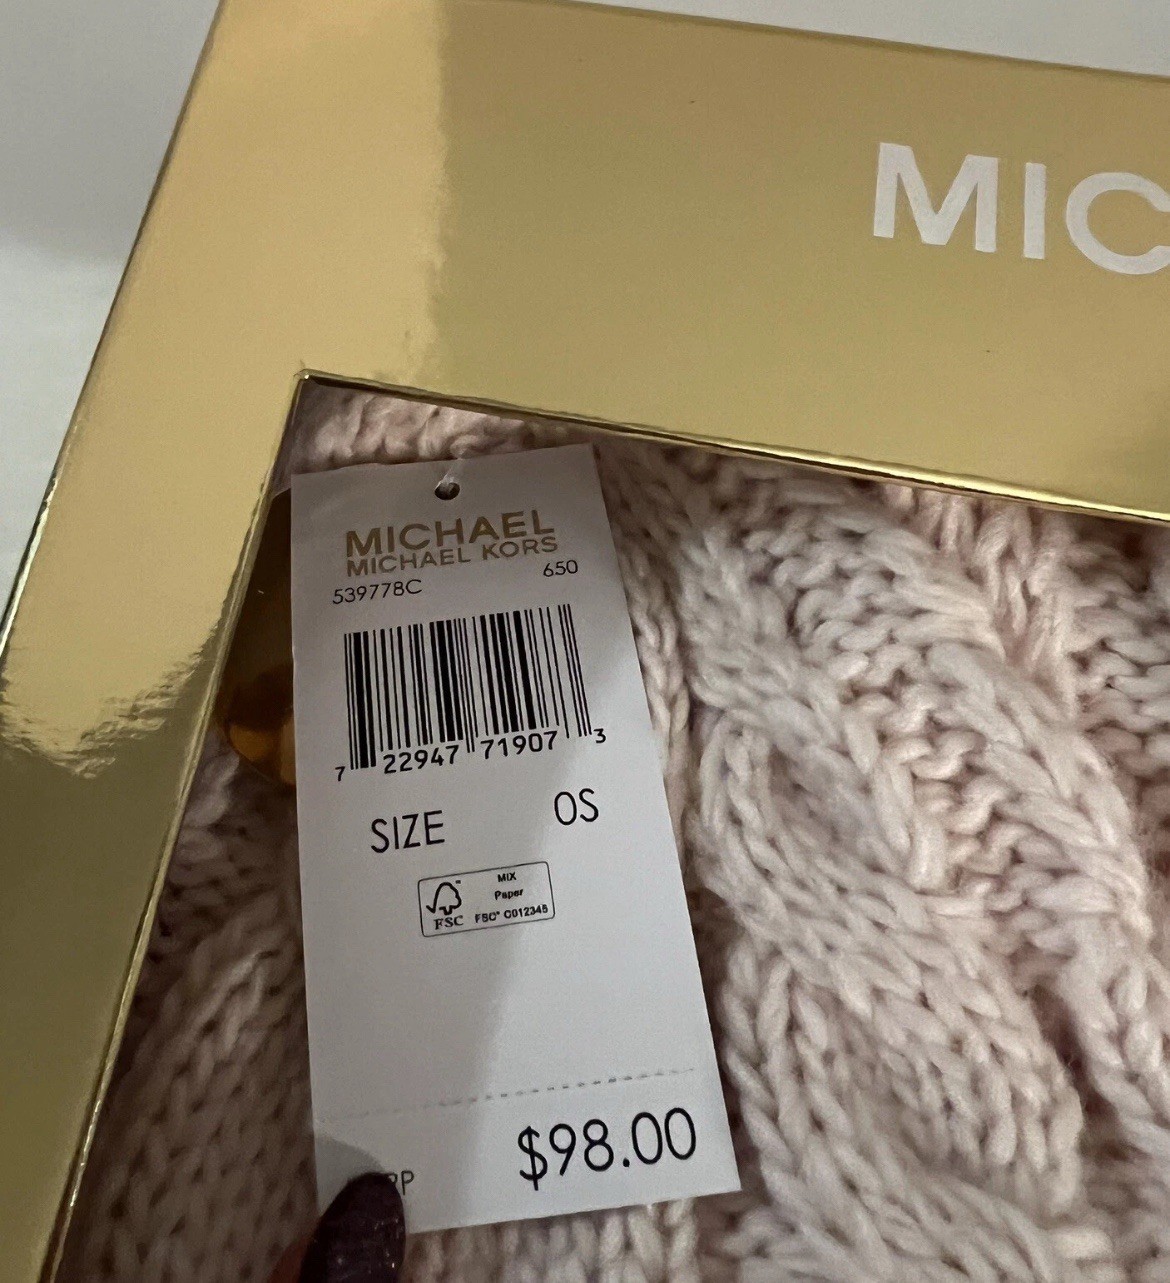 MIC
MICHAEL
MICHAEL KORS
539778C 650
7 22947 71907 3
SIZE OS
FSC
MIX
Paper
FSC® C012345
$98.00